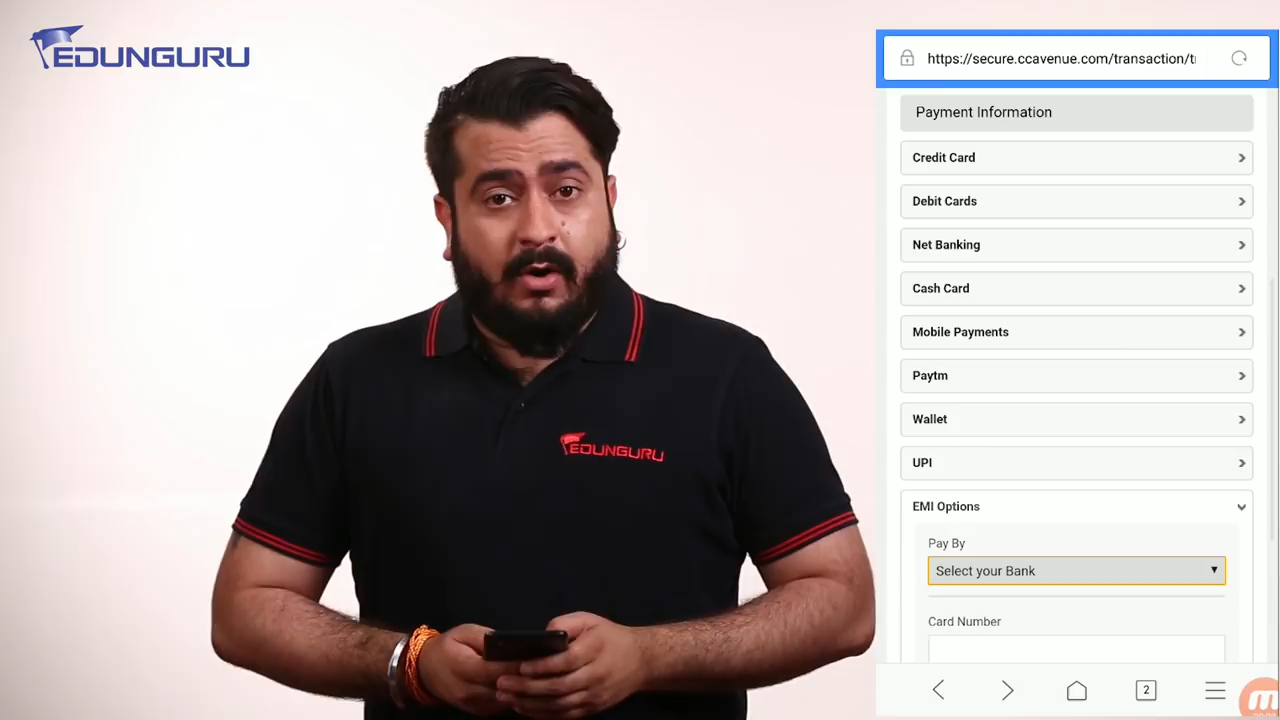 EDUNGURU
https://secure.ccavenue.com/transaction/t
Payment Information
Credit Card
Debit Cards
Net Banking
Cash Card
Mobile Payments
Paytm
Wallet
UPI
EMI Options
Pay By
Select your Bank
Card Number
2
EDUNGURU